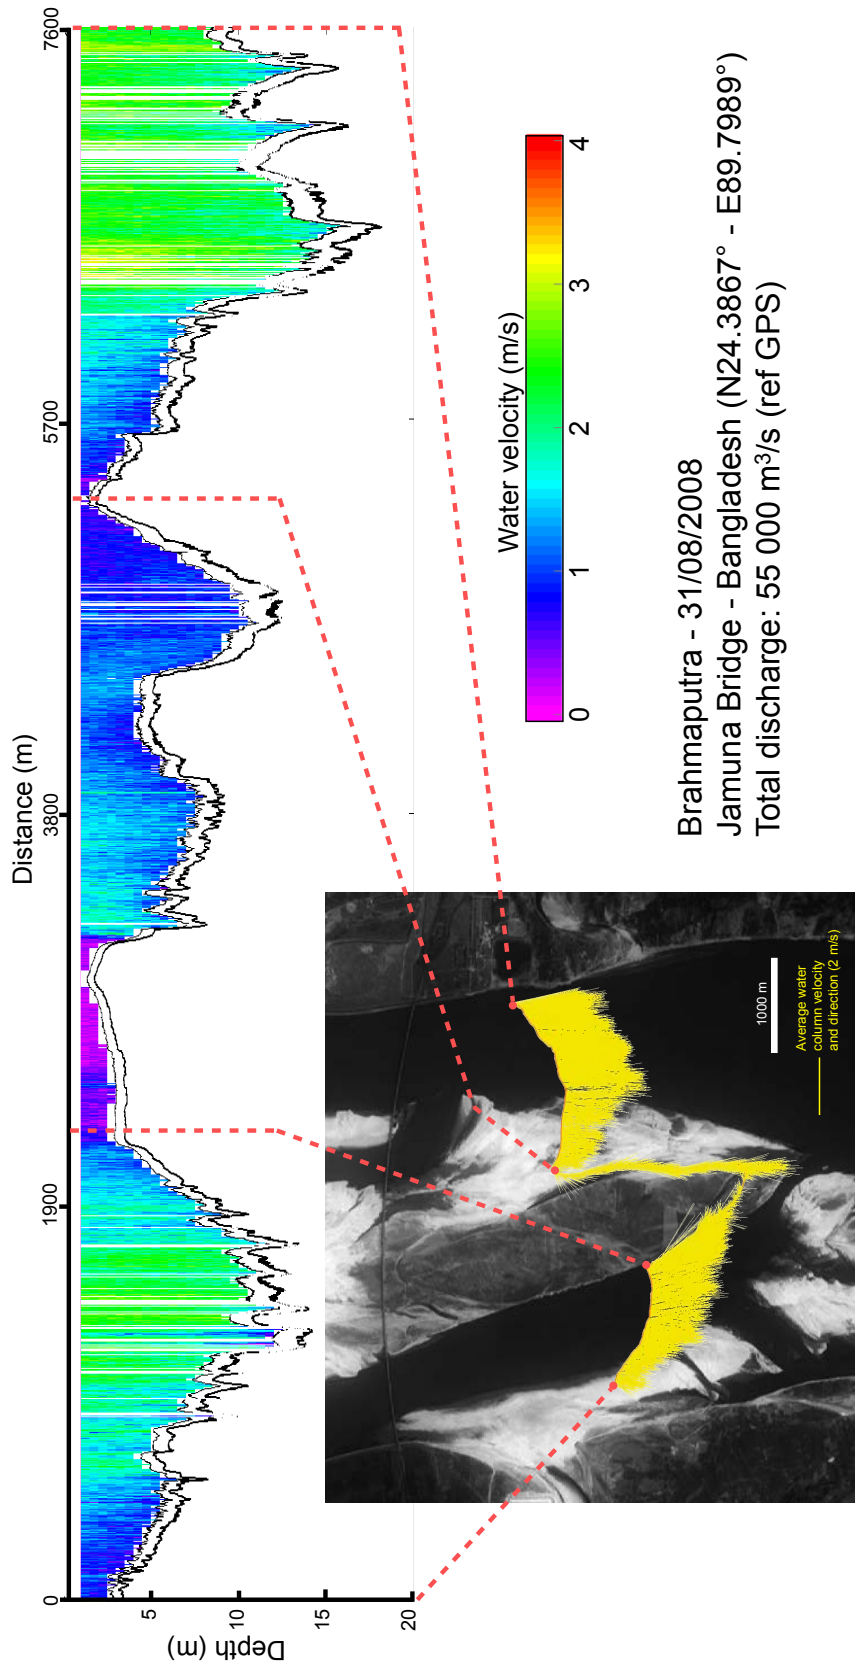 Distance (m)
0
1900
3800
5700
7600
Depth (m)
5
10
15
20
Water velocity (m/s)
0
1
2
3
4
Brahmaputra - 31/08/2008
Jamuna Bridge - Bangladesh (N24.3867° - E89.7989°)
Total discharge: 55 000 m³/s (ref GPS)
1000 m
Average water
column velocity
and direction (2 m/s)